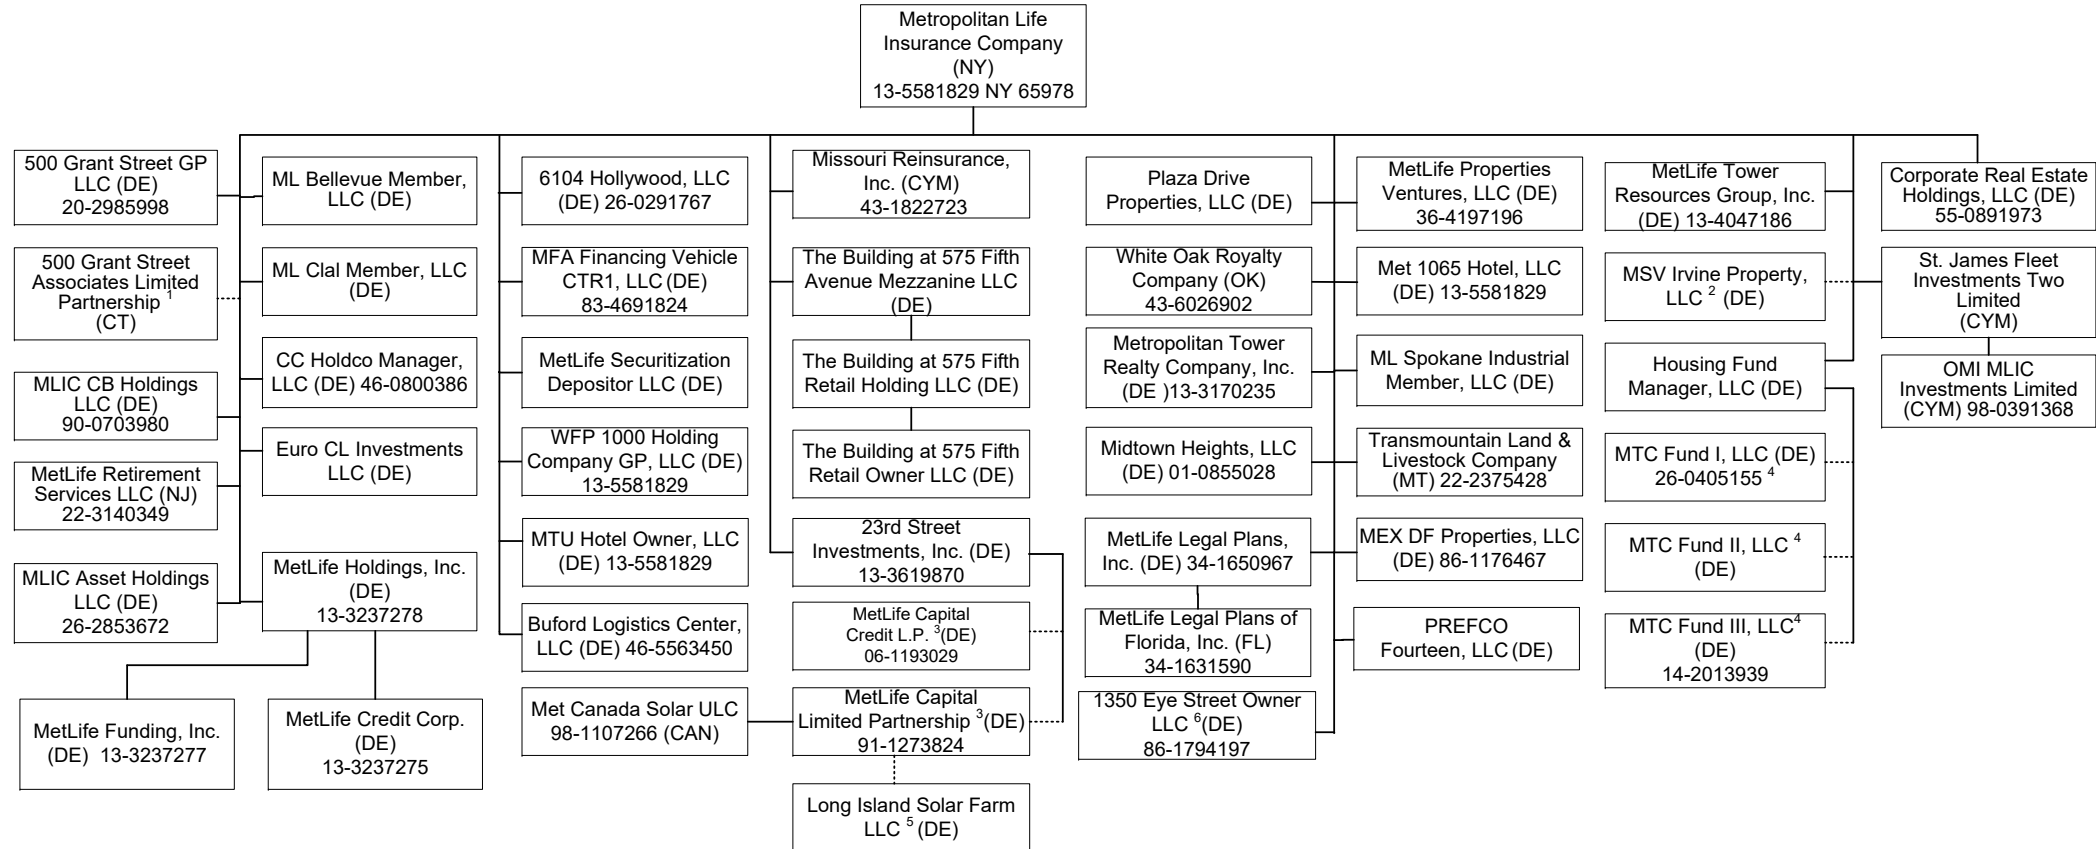 Metropolitan Life
Insurance Company
(NY)
13-5581829 NY 65978
500 Grant Street GP
LLC (DE)
20-2985998
500 Grant Street
Associates Limited
Partnership 1
(CT)
MLIC CB Holdings
LLC (DE)
90-0703980
MetLife Retirement
Services LLC (NJ)
22-3140349
MLIC Asset Holdings
LLC (DE)
26-2853672
ML Bellevue Member,
LLC (DE)
ML Clal Member, LLC
(DE)
CC Holdco Manager,
LLC (DE) 46-0800386
Euro CL Investments
LLC (DE)
MetLife Holdings, Inc.
(DE)
13-3237278
MetLife Funding, Inc.
(DE) 13-3237277
MetLife Credit Corp.
(DE)
13-3237275
6104 Hollywood, LLC
(DE) 26-0291767
MFA Financing Vehicle
CTR1, LLC (DE)
83-4691824
MetLife Securitization
Depositor LLC (DE)
WFP 1000 Holding
Company GP, LLC (DE)
13-5581829
MTU Hotel Owner, LLC
(DE) 13-5581829
Buford Logistics Center,
LLC (DE) 46-5563450
Met Canada Solar ULC
98-1107266 (CAN)
Missouri Reinsurance,
Inc. (CYM)
43-1822723
The Building at 575 Fifth
Avenue Mezzanine LLC
(DE)
The Building at 575 Fifth
Retail Holding LLC (DE)
The Building at 575 Fifth
Retail Owner LLC (DE)
23rd Street
Investments, Inc. (DE)
13-3619870
MetLife Capital
Credit L.P. 3(DE)
06-1193029
MetLife Capital
Limited Partnership 3(DE)
91-1273824
Long Island Solar Farm
LLC 5 (DE)
Plaza Drive
Properties, LLC (DE)
White Oak Royalty
Company (OK)
43-6026902
Metropolitan Tower
Realty Company, Inc.
(DE )13-3170235
Midtown Heights, LLC
(DE) 01-0855028
MetLife Legal Plans,
Inc. (DE) 34-1650967
MetLife Legal Plans of
Florida, Inc. (FL)
34-1631590
1350 Eye Street Owner
LLC 6 (DE)
86-1794197
MetLife Properties
Ventures, LLC (DE)
36-4197196
Met 1065 Hotel, LLC
(DE) 13-5581829
ML Spokane Industrial
Member, LLC (DE)
Transmountain Land &
Livestock Company
(MT) 22-2375428
MEX DF Properties, LLC
(DE) 86-1176467
PREFCO
Fourteen, LLC (DE)
MetLife Tower
Resources Group, Inc.
(DE) 13-4047186
MSV Irvine Property,
LLC 2 (DE)
Housing Fund
Manager, LLC (DE)
MTC Fund I, LLC (DE)
26-0405155 4
MTC Fund II, LLC 4
(DE)
MTC Fund III, LLC4
(DE)
14-2013939
Corporate Real Estate
Holdings, LLC (DE)
55-0891973
St. James Fleet
Investments Two
Limited
(CYM)
OMI MLIC
Investments Limited
(CYM) 98-0391368